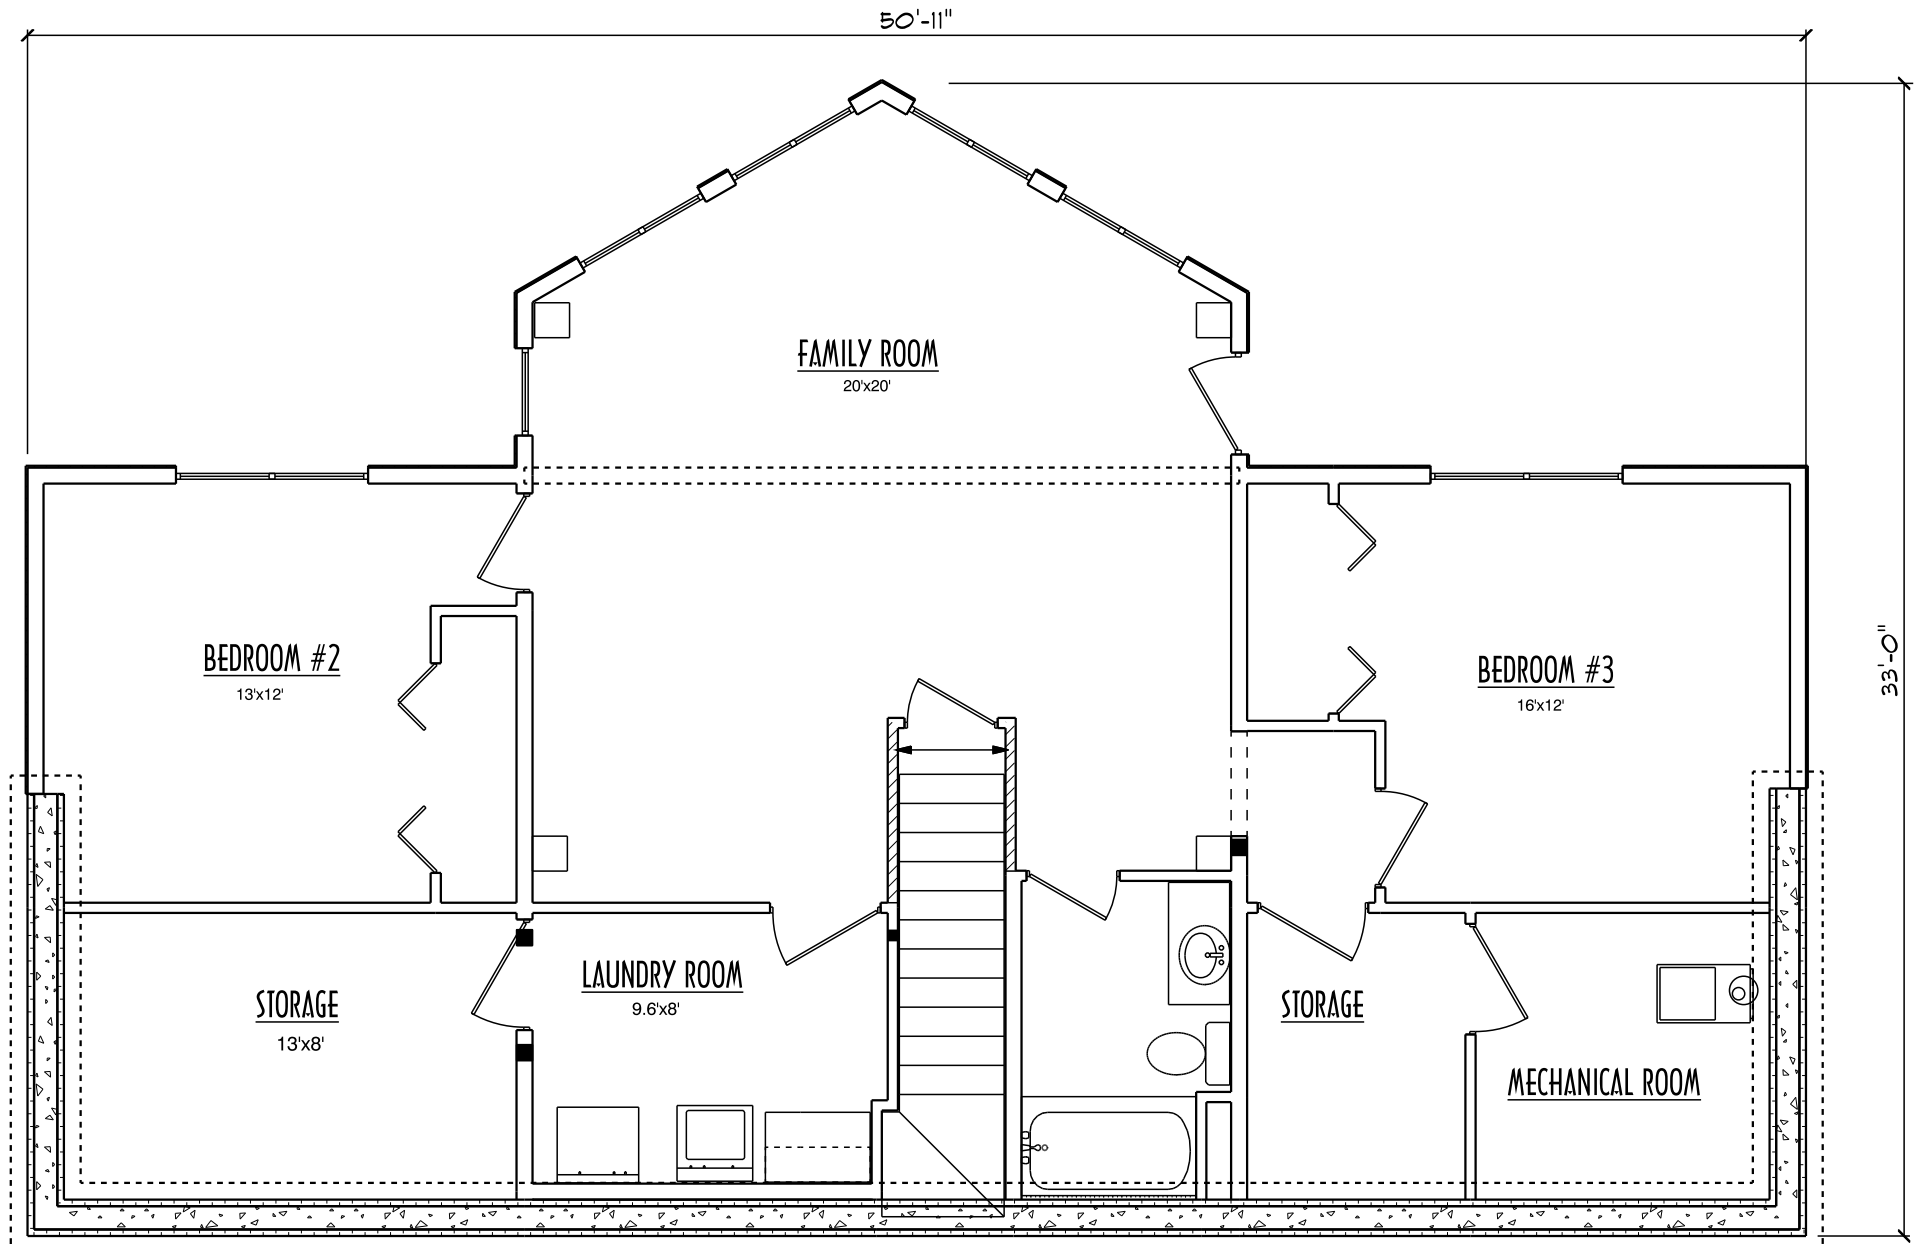 50'-11"
FAMILY ROOM
20'x20'
33'-0"
BEDROOM #2
13'x12'
BEDROOM #3
16'x12'
LAUNDRY ROOM
9.6'x8'
STORAGE
13'x8'
STORAGE
MECHANICAL ROOM